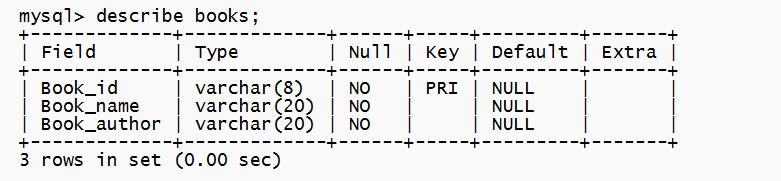 mysql> describe books;
+-------------+-------------+------+-----+---------+-------+
| Field       | Type        | Null | Key | Default | Extra |
+-------------+-------------+------+-----+---------+-------+
| Book_id     | varchar(8)  | NO   | PRI | NULL    |       |
| Book_name   | varchar(20) | NO   |     | NULL    |       |
| Book_author | varchar(20) | NO   |     | NULL    |       |
+-------------+-------------+------+-----+---------+-------+
3 rows in set (0.00 sec)